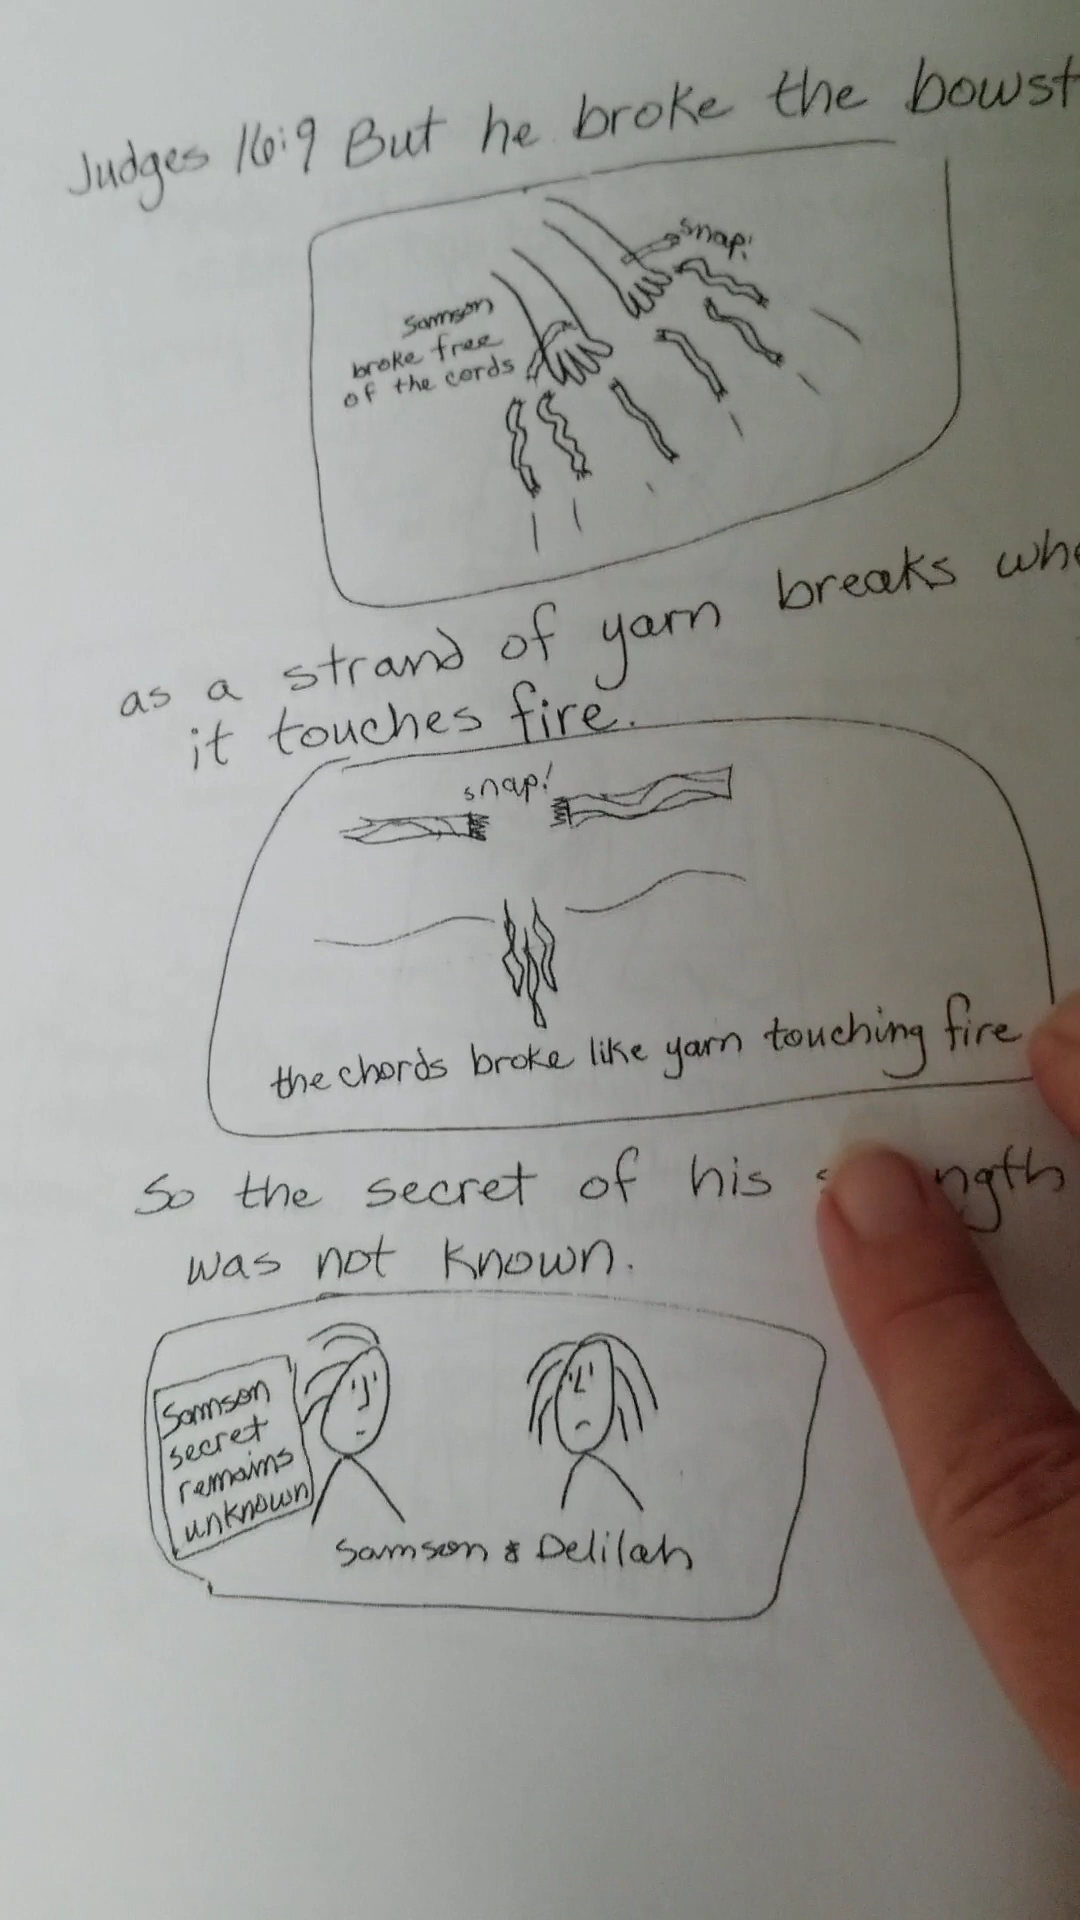 Judges 16:9 But he broke the bowst
snap!
Samson
broke free
of the cords
as a strand of yarn breaks whe
it touches fire.
snap!
the chords broke like yarn touching fire
So the secret of his ngth
was not known.
Samson
secret
remains
unknown
Samson & Delilah